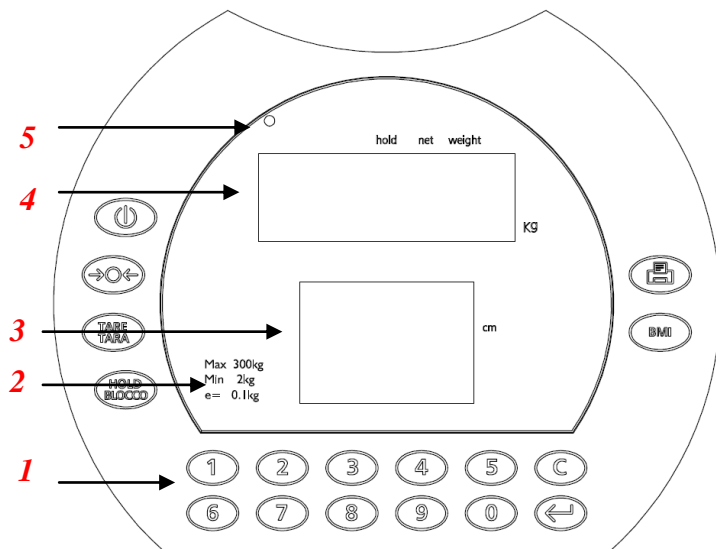 5
hold net weight
4
Kg
TARE
TARA
BMI
3
cm
Max 300kg
Min 2kg
e= 0.1kg
2
HOLD
BLOCCO
1 2 3 4 5 C
1
6 7 8 9 0